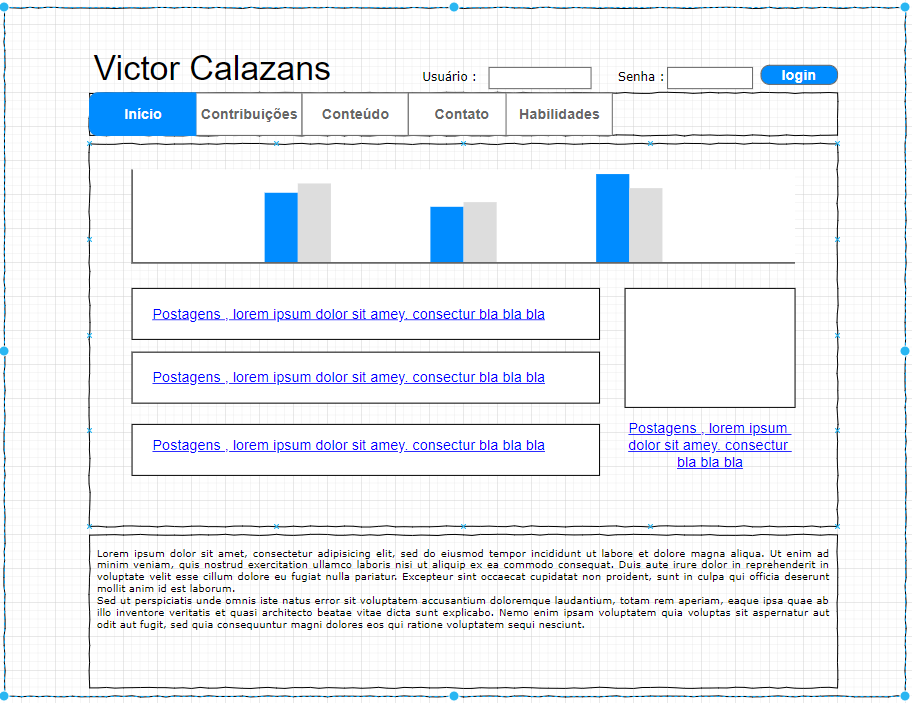 Victor Calazans
Usuário :
Senha :
login
Início
Contribuições
Conteúdo
Contato
Habilidades
Postagens , lorem ipsum dolor sit amey. consectur bla bla bla
Postagens , lorem ipsum dolor sit amey. consectur bla bla bla
Postagens , lorem ipsum dolor sit amey. consectur bla bla bla
Postagens , lorem ipsum
dolor sit amey. consectur
bla bla bla
Lorem ipsum dolor sit amet, consectetur adipisicing elit, sed do eiusmod tempor incididunt ut labore et dolore magna aliqua. Ut enim ad
minim veniam, quis nostrud exercitation ullamco laboris nisi ut aliquip ex ea commodo consequat. Duis aute irure dolor in reprehenderit in
voluptate velit esse cillum dolore eu fugiat nulla pariatur. Excepteur sint occaecat cupidatat non proident, sunt in culpa qui officia deserunt
mollit anim id est laborum.
Sed ut perspiciatis unde omnis iste natus error sit voluptatem accusantium doloremque laudantium, totam rem aperiam, eaque ipsa quae ab
illo inventore veritatis et quasi architecto beatae vitae dicta sunt explicabo. Nemo enim ipsam voluptatem quia voluptas sit aspernatur aut
odit aut fugit, sed quia consequuntur magni dolores eos qui ratione voluptatem sequi nesciunt.